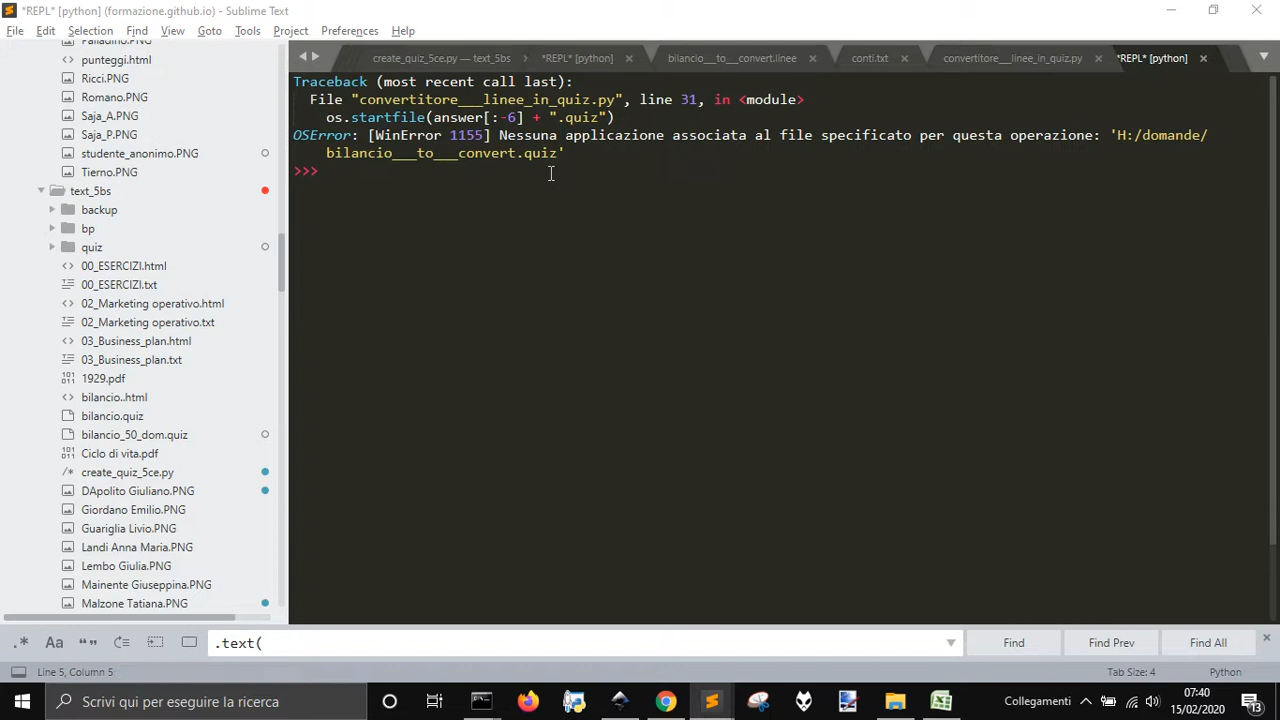 *REPL* [python] (formazione.github.io) - Sublime Text
File Edit Selection Find View Goto Tools Project Preferences Help
create_quiz_5ce.py — text_5bs *REPL* [python] bilancio__to__convert.linee conti.txt convertitore__linee_in_quiz.py *REPL* [python]
Traceback (most recent call last):
File "convertitore___linee_in_quiz.py", line 31, in <module>
os.startfile(answer[:-6] + ".quiz")
OSError: [WinError 1155] Nessuna applicazione associata al file specificato per questa operazione: 'H:/domande/
bilancio___to___convert.quiz'
>>>
punteggi.html
Ricci.PNG
Romano.PNG
Saja_A.PNG
Saja_P.PNG
studente_anonimo.PNG
Tierno.PNG
text_5bs
backup
bp
quiz
00_ESERCIZI.html
00_ESERCIZI.txt
02_Marketing operativo.html
02_Marketing operativo.txt
03_Business_plan.html
03_Business_plan.txt
1929.pdf
bilancio..html
bilancio.quiz
bilancio_50_dom.quiz
Ciclo di vita.pdf
create_quiz_5ce.py
DApolito Giuliano.PNG
Giordano Emilio.PNG
Guariglia Livio.PNG
Landi Anna Maria.PNG
Lembo Giulia.PNG
Mainente Giuseppina.PNG
Malzone Tatiana.PNG
.* Aa “” .text( Find Find Prev Find All
Line 5, Column 5 Tab Size: 4 Python
Scrivi qui per eseguire la ricerca Collegamenti 07:40
15/02/2020 13